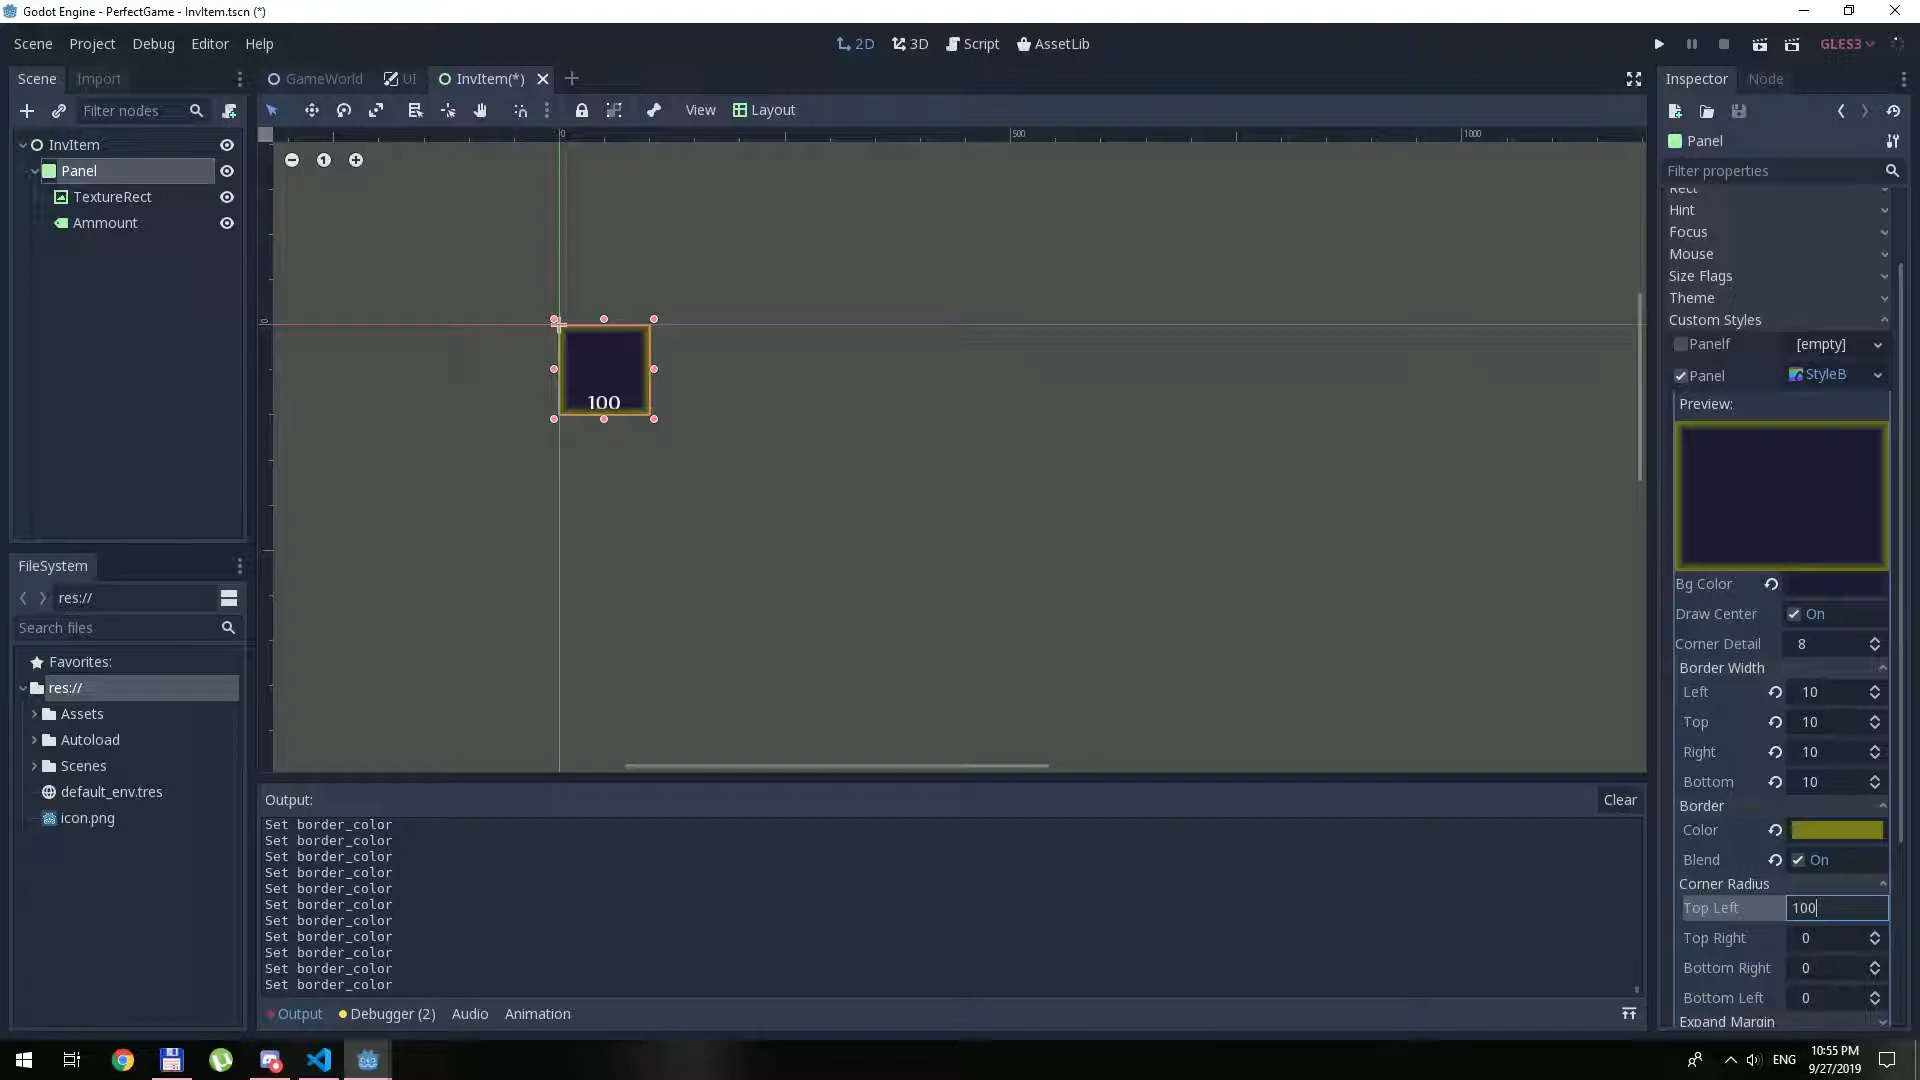 Godot Engine - PerfectGame - InvItem.tscn (*)
Scene Project Debug Editor Help
2D 3D Script AssetLib
GLES3
Scene Import
GameWorld UI InvItem(*)
Inspector Node
Filter nodes
View Layout
InvItem
Panel
TextureRect
Ammount
0 500 1000
0
100
Panel
Filter properties
Rect
Hint
Focus
Mouse
Size Flags
Theme
Custom Styles
Panelf [empty]
Panel StyleB
Preview:
Bg Color
Draw Center On
Corner Detail 8
Border Width
Left 10
Top 10
Right 10
Bottom 10
Border
Color
Blend On
Corner Radius
Top Left 100
Top Right 0
Bottom Right 0
Bottom Left 0
Expand Margin
FileSystem
res://
Search files
Favorites:
res://
Assets
Autoload
Scenes
default_env.tres
icon.png
Output:
Clear
Set border_color
Set border_color
Set border_color
Set border_color
Set border_color
Set border_color
Set border_color
Set border_color
Set border_color
Set border_color
Set border_color
Output Debugger (2) Audio Animation
ENG
10:55 PM
9/27/2019